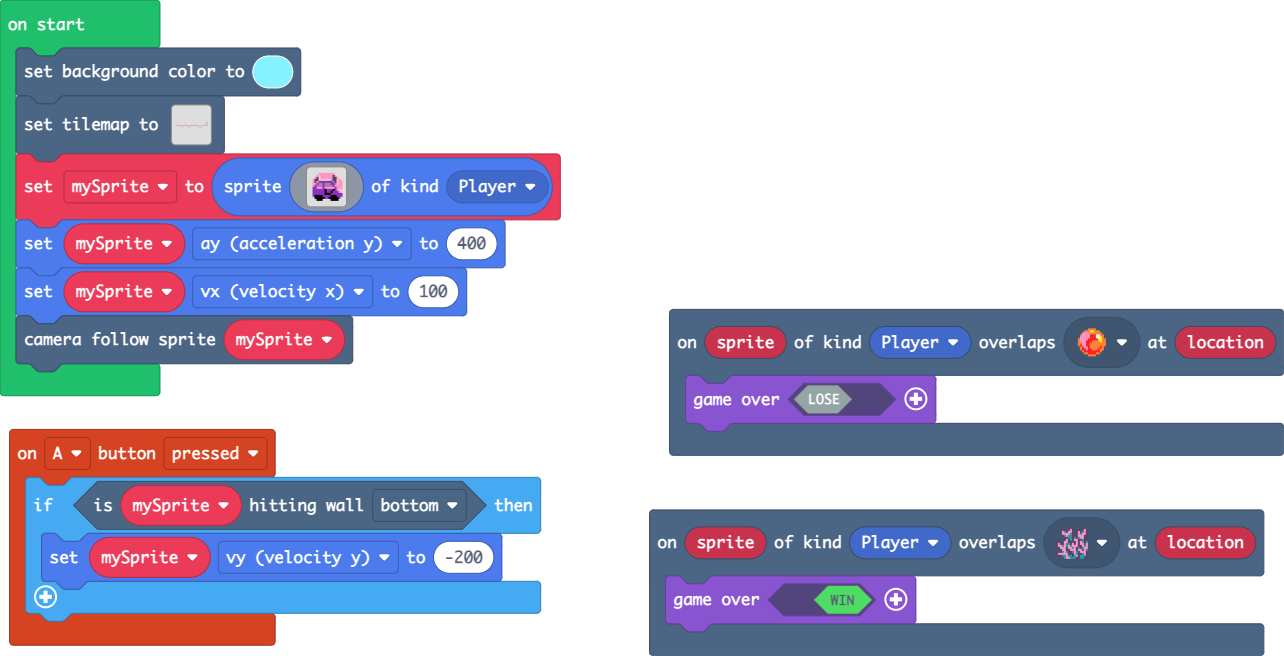 on start
set background color to
set tilemap to
set mySprite to sprite of kind Player
set mySprite ay (acceleration y) to 400
set mySprite vx (velocity x) to 100
camera follow sprite mySprite
on A button pressed
if is mySprite hitting wall bottom then
set mySprite vy (velocity y) to -200
on sprite of kind Player overlaps at location
game over LOSE
on sprite of kind Player overlaps at location
game over WIN